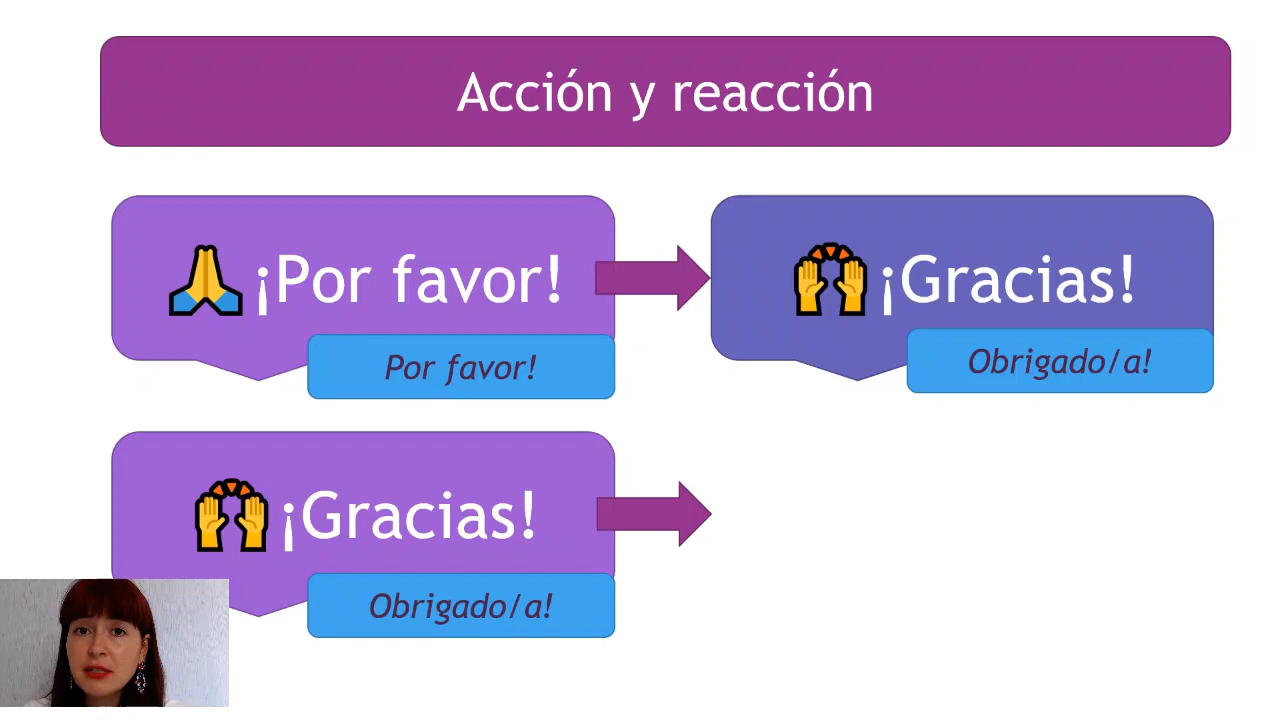 Acción y reacción
¡Por favor!
Por favor!
¡Gracias!
Obrigado/a!
¡Gracias!
Obrigado/a!